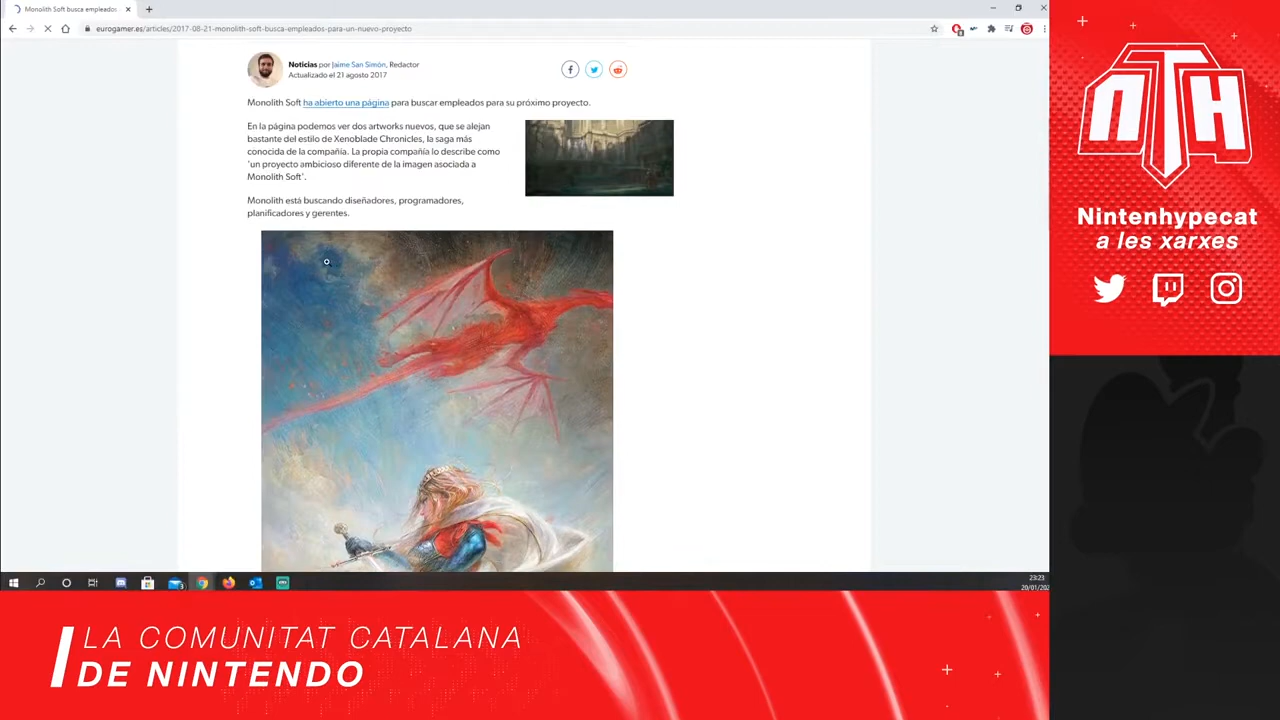 Monolith Soft busca empleados
eurogamer.es/articles/2017-08-21-monolith-soft-busca-empleados-para-un-nuevo-proyecto
Noticias por Jaime San Simón, Redactor
Actualizado el 21 agosto 2017
Monolith Soft ha abierto una página para buscar empleados para su próximo proyecto.
En la página podemos ver dos artworks nuevos, que se alejan
bastante del estilo de Xenoblade Chronicles, la saga más
conocida de la compañía. La propia compañía lo describe como
'un proyecto ambicioso diferente de la imagen asociada a
Monolith Soft'.
Monolith está buscando diseñadores, programadores,
planificadores y gerentes.
NTH
Nintenhypecat
a les xarxes
23:23
20/01/202
LA COMUNITAT CATALANA
DE NINTENDO